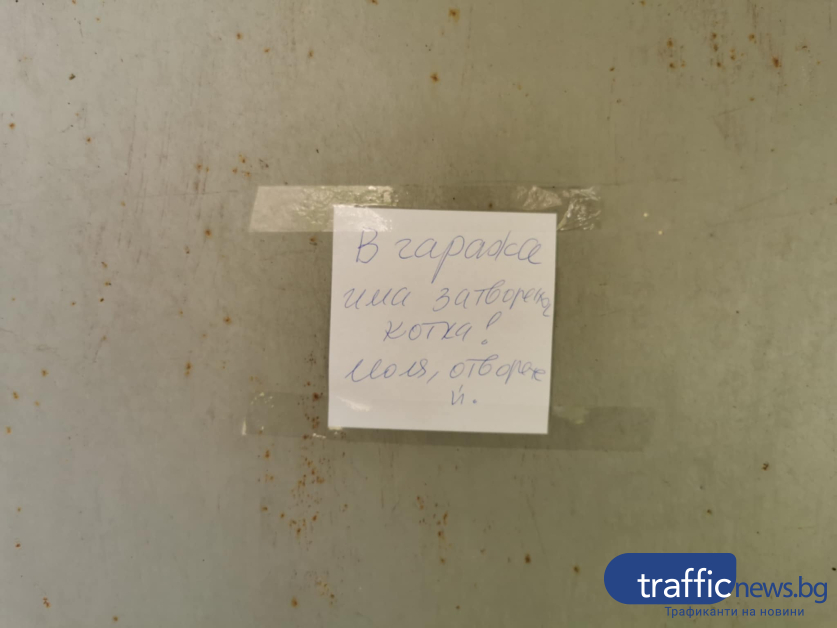 В гаража
има затворена
котка!
Моля, отворете
ѝ.
trafficnews.bg
Трафиканти на новини